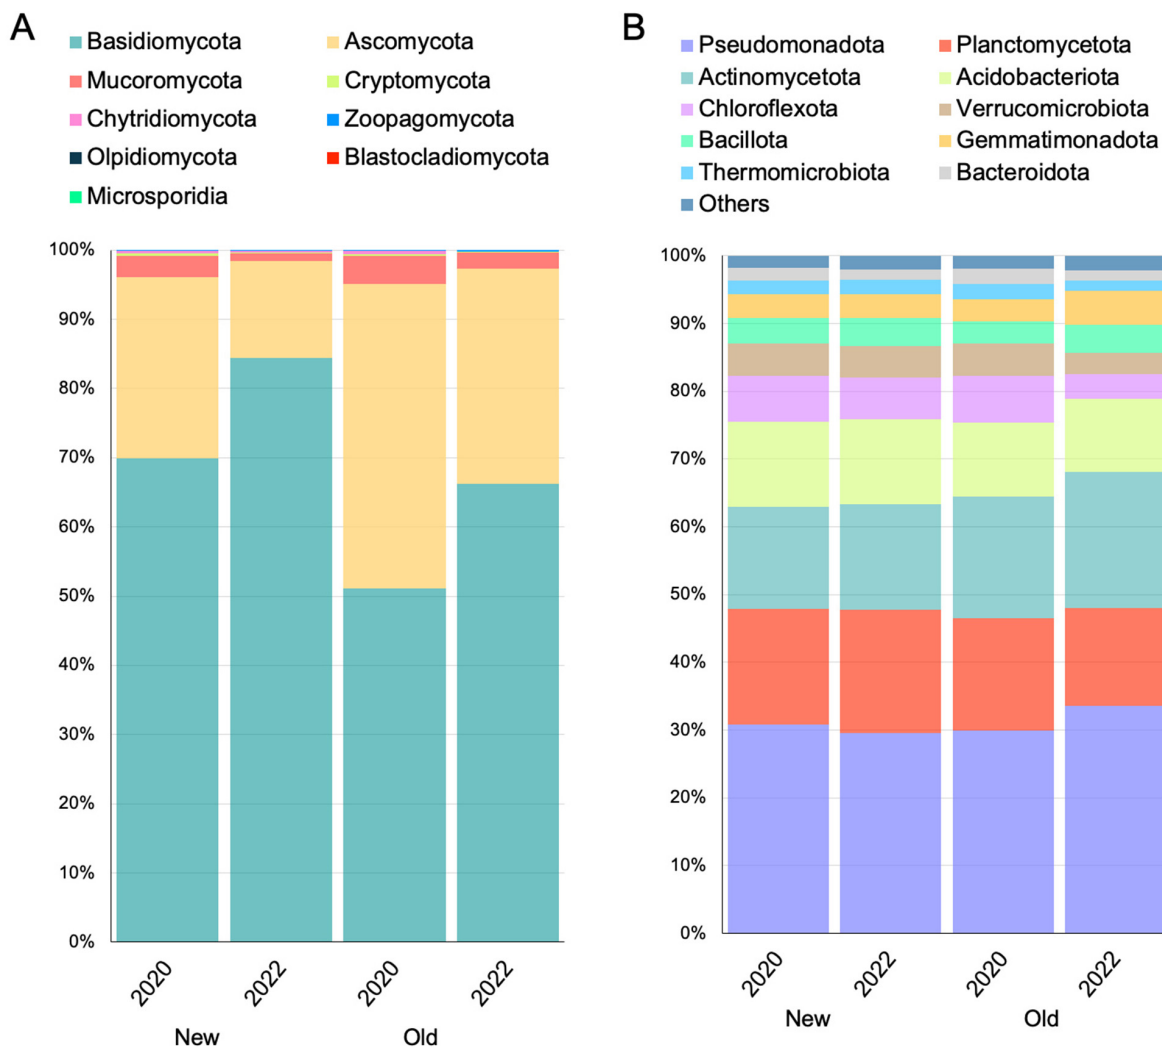 A
Basidiomycota Ascomycota
Mucoromycota Cryptomycota
Chytridiomycota Zoopagomycota
Olpidiomycota Blastocladiomycota
Microsporidia
100%
90%
80%
70%
60%
50%
40%
30%
20%
10%
0%
2020 2022 2020 2022
New Old
B
Pseudomonadota Planctomycetota
Actinomycetota Acidobacteriota
Chloroflexota Verrucomicrobiota
Bacillota Gemmatimonadota
Thermomicrobiota Bacteroidota
Others
100%
90%
80%
70%
60%
50%
40%
30%
20%
10%
0%
2020 2022 2020 2022
New Old